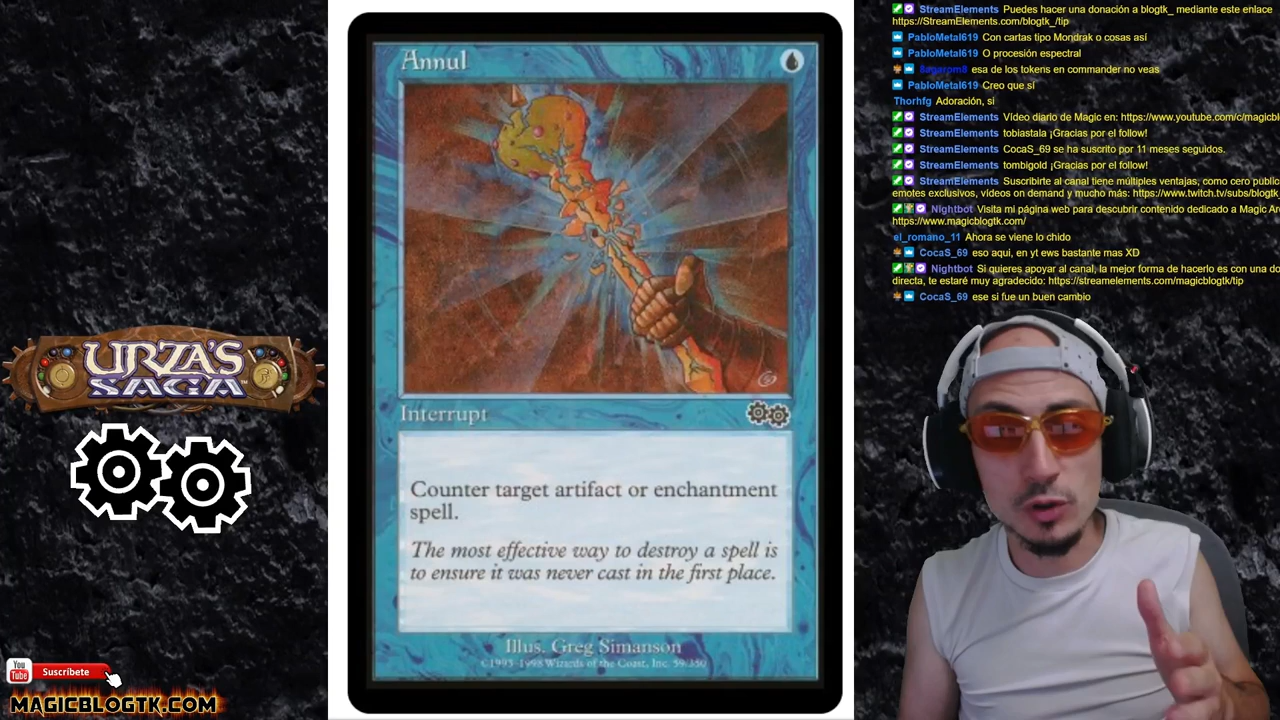 URZA'S
SAGA
You
Tube
Suscríbete
MAGICBLOGTK.COM
Annul
Interrupt
Counter target artifact or enchantment
spell.
The most effective way to destroy a spell is
to ensure it was never cast in the first place.
Illus. Greg Simanson
©1993-1998 Wizards of the Coast, Inc. 59/350
StreamElements Puedes hacer una donación a blogtk_ mediante este enlace
https://StreamElements.com/blogtk_/tip
PabloMetal619 Con cartas tipo Mondrak o cosas así
PabloMetal619 O procesión espectral
esa de los tokens en commander no veas
PabloMetal619 Creo que sí
Thorhfg Adoración, si
StreamElements Vídeo diario de Magic en: https://www.youtube.com/c/magicbl
StreamElements tobiastala ¡Gracias por el follow!
StreamElements CocaS_69 se ha suscrito por 11 meses seguidos.
StreamElements tombigold ¡Gracias por el follow!
StreamElements Suscribirte al canal tiene múltiples ventajas, como cero public
emotes exclusivos, vídeos on demand y mucho más: https://www.twitch.tv/subs/blogtk_
Nightbot Visita mi página web para descubrir contenido dedicado a Magic Are
https://www.magicblogtk.com/
el_romano_11 Ahora se viene lo chido
CocaS_69 eso aqui, en yt ews bastante mas XD
Nightbot Si quieres apoyar al canal, la mejor forma de hacerlo es con una do
directa, te estaré muy agradecido: https://streamelements.com/magicblogtk/tip
CocaS_69 ese si fue un buen cambio